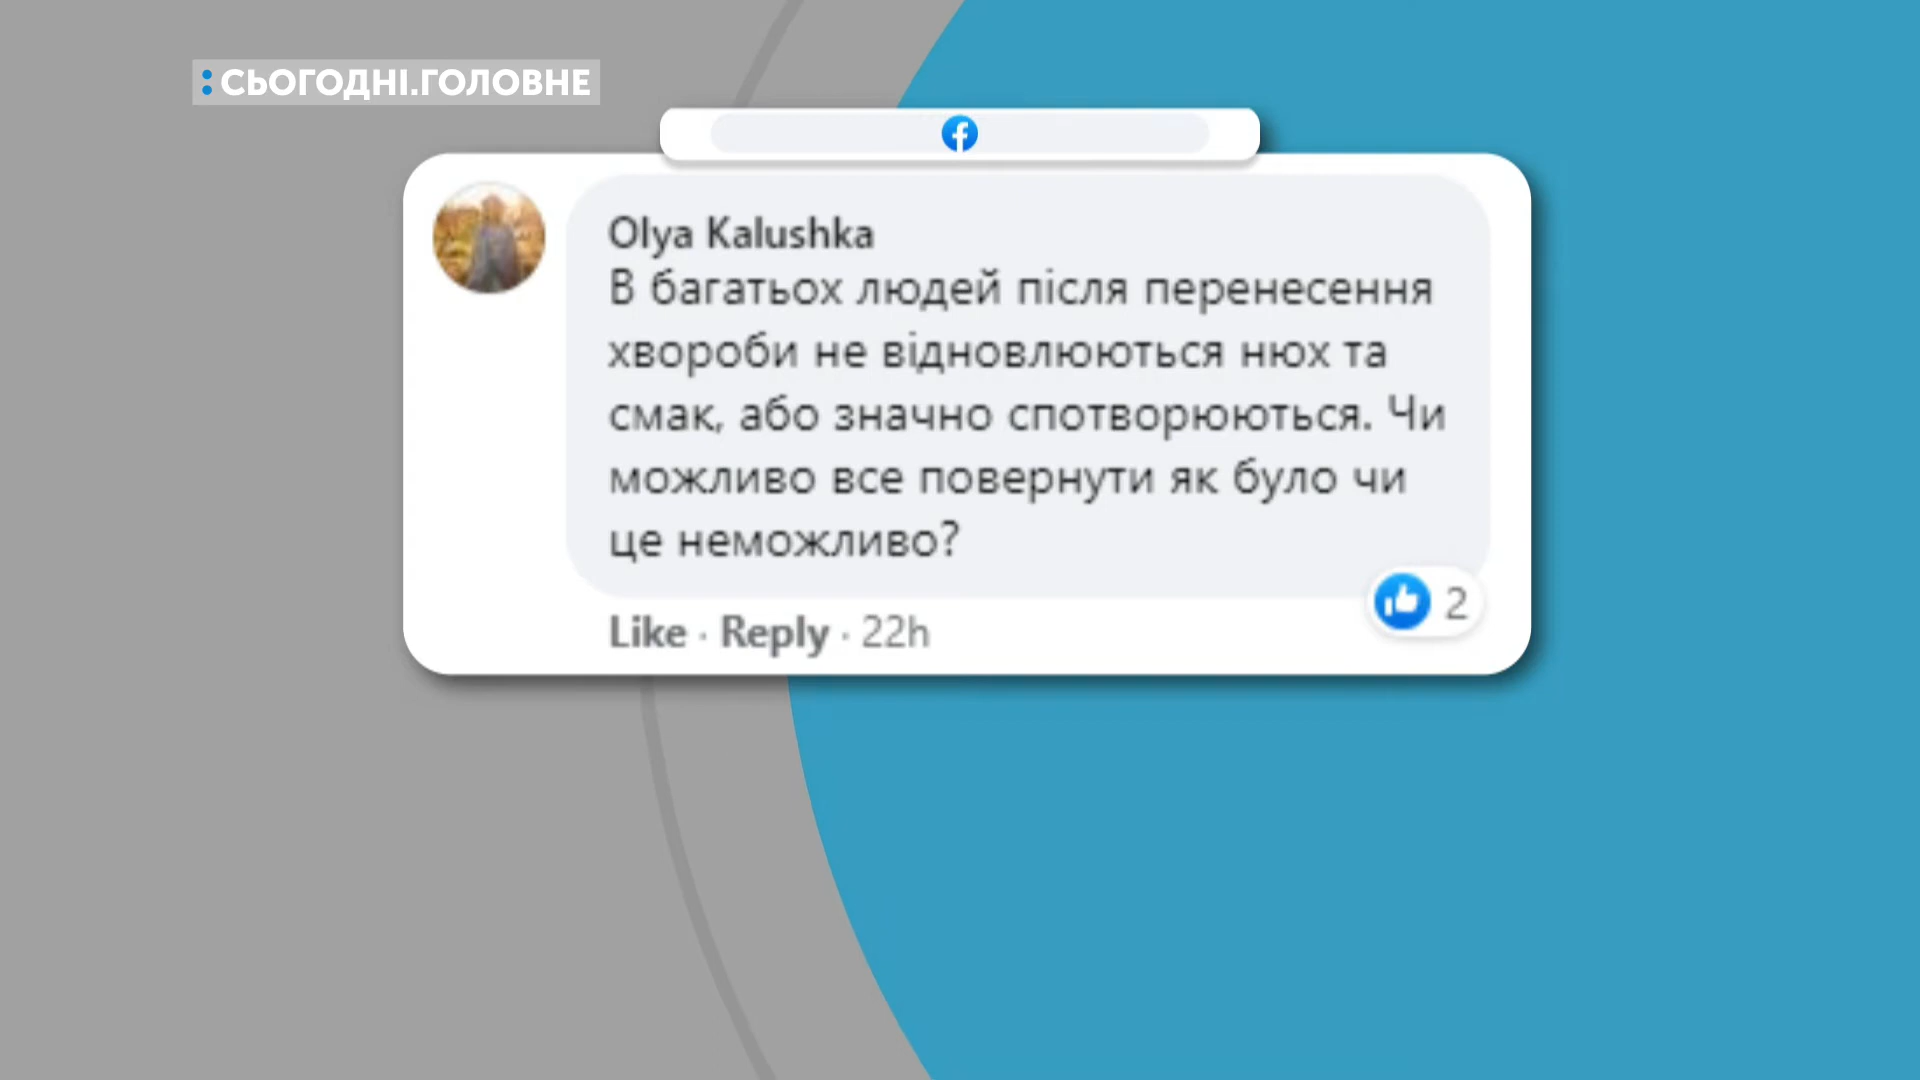 : СЬОГОДНІ.ГОЛОВНЕ
Olya Kalushka
В багатьох людей після перенесення
хвороби не відновлюються нюх та
смак, або значно спотворюються. Чи
можливо все повернути як було чи
це неможливо?
2
Like · Reply · 22h